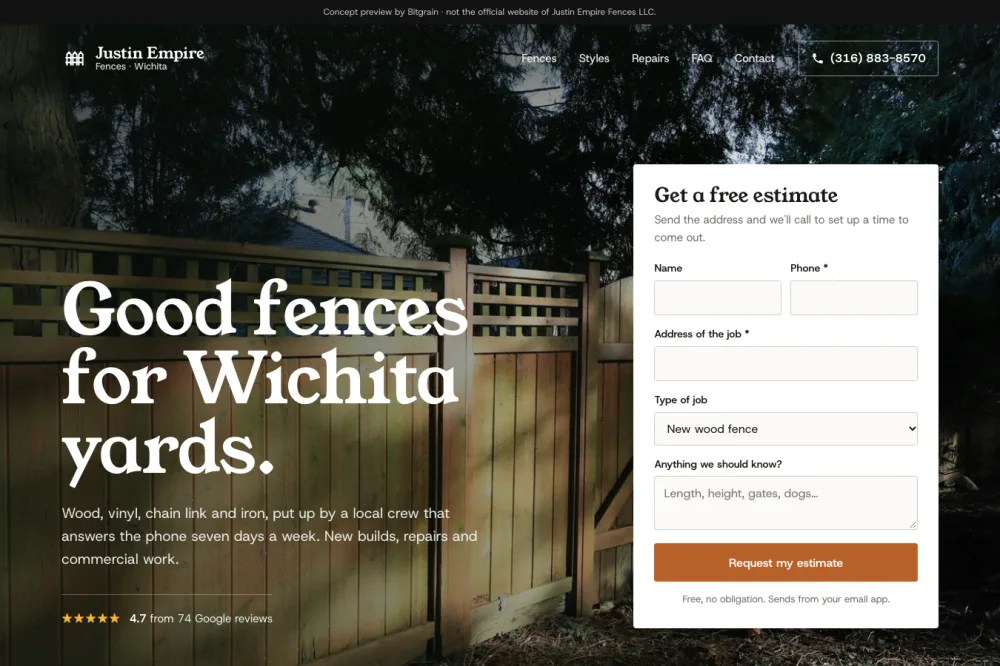 Concept preview by Bitgrain · not the official website of Justin Empire Fences LLC.
Justin Empire
Fences · Wichita
Fences
Styles
Repairs
FAQ
Contact
(316) 883-8570
Good fences
for Wichita
yards.
Wood, vinyl, chain link and iron, put up by a local crew that
answers the phone seven days a week. New builds, repairs and
commercial work.
4.7 from 74 Google reviews
Get a free estimate
Send the address and we'll call to set up a time to
come out.
Name
Phone *
Address of the job *
Type of job
New wood fence
Anything we should know?
Length, height, gates, dogs…
Request my estimate
Free, no obligation. Sends from your email app.